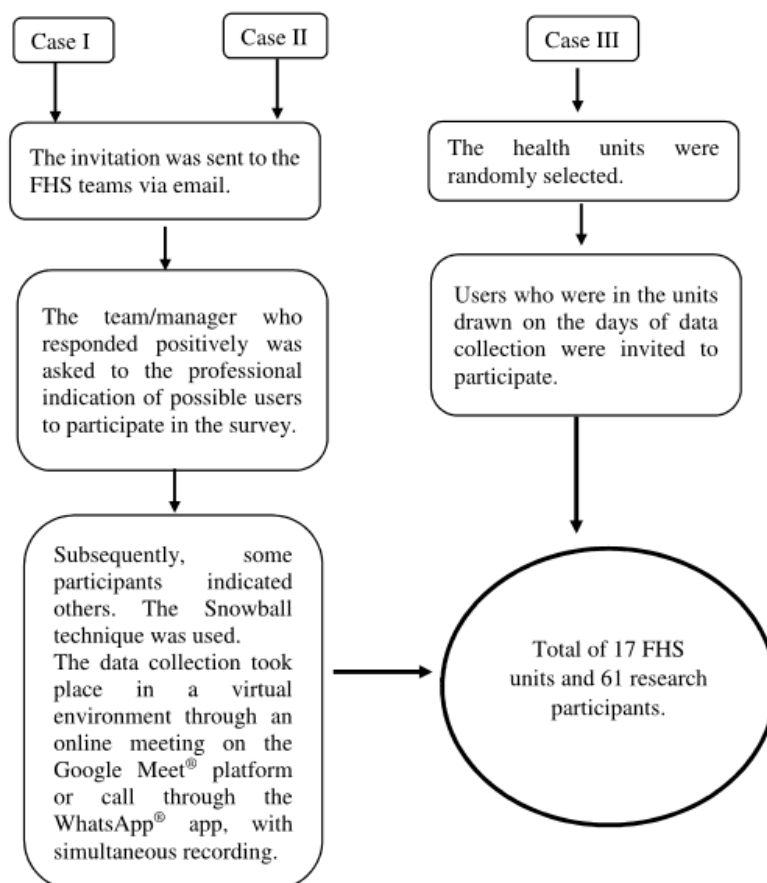 Case I
Case II
The invitation was sent to the
FHS teams via email.
The team/manager who
responded positively was
asked to the professional
indication of possible users
to participate in the survey.
Subsequently, some
participants indicated
others. The Snowball
technique was used.
The data collection took
place in a virtual
environment through an
online meeting on the
Google Meet® platform
or call through the
WhatsApp® app, with
simultaneous recording.
Case III
The health units were
randomly selected.
Users who were in the units
drawn on the days of data
collection were invited to
participate.
Total of 17 FHS
units and 61 research
participants.